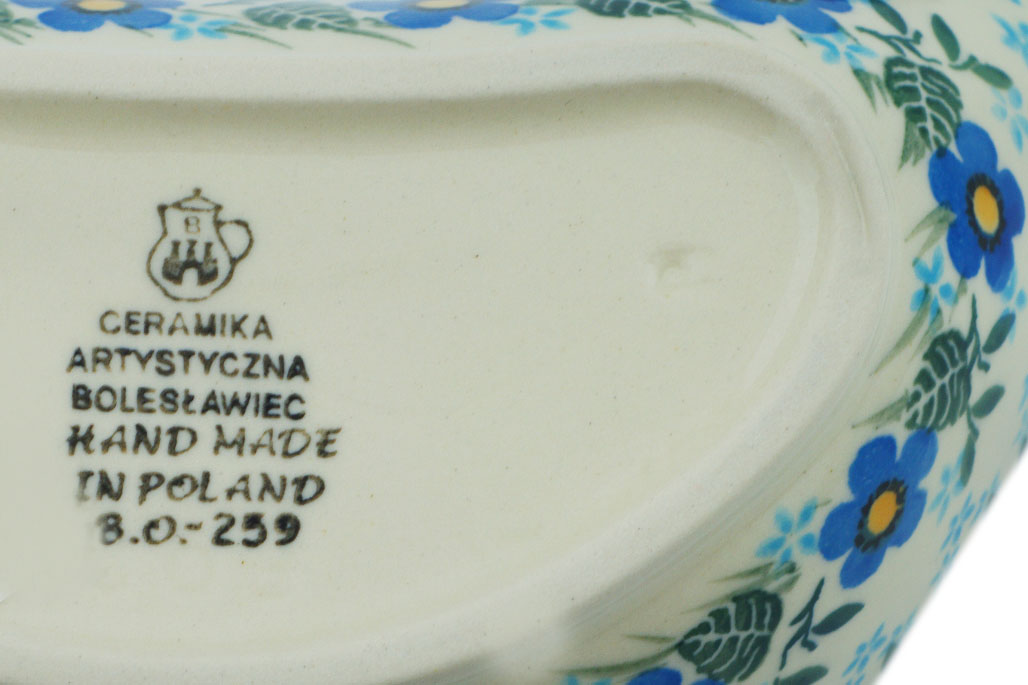 B
CERAMIKA
ARTYSTYCZNA
BOLESŁAWIEC
HAND MADE
IN POLAND
B.O.-259